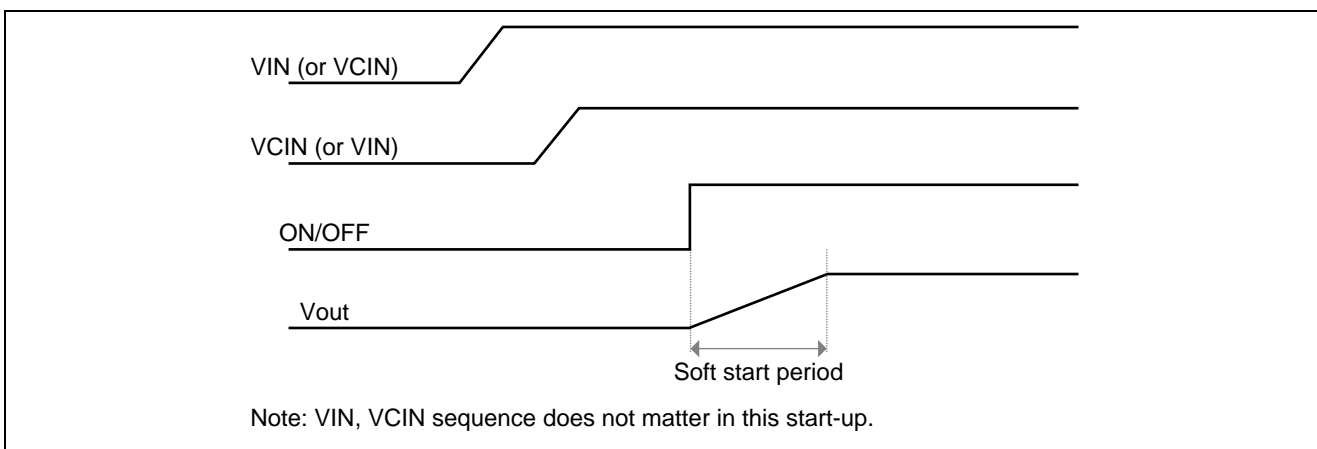 VIN (or VCIN)
VCIN (or VIN)
ON/OFF
Vout
Soft start period
Note: VIN, VCIN sequence does not matter in this start-up.